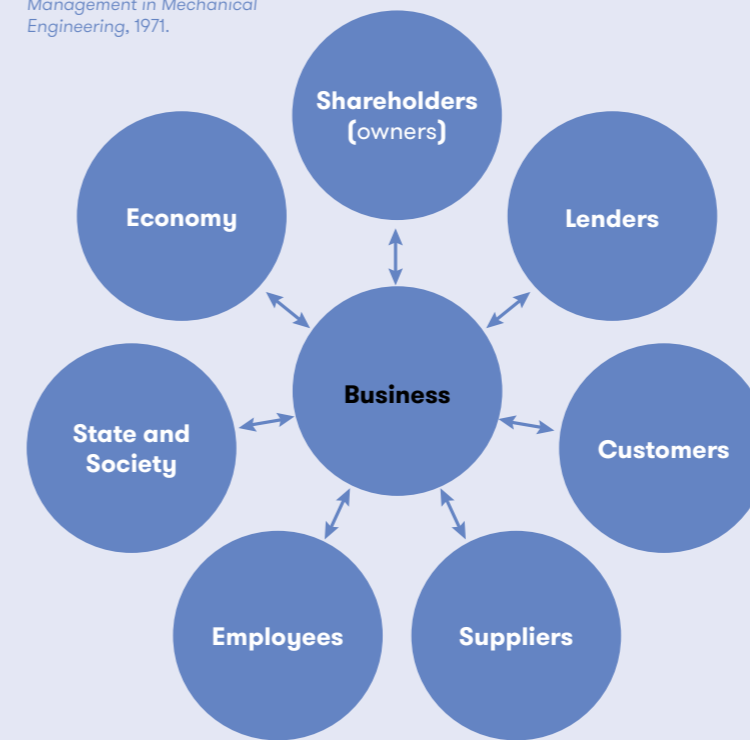 Management in Mechanical
Engineering, 1971.
Shareholders
(owners)
Economy
Lenders
Business
State and
Society
Customers
Employees
Suppliers